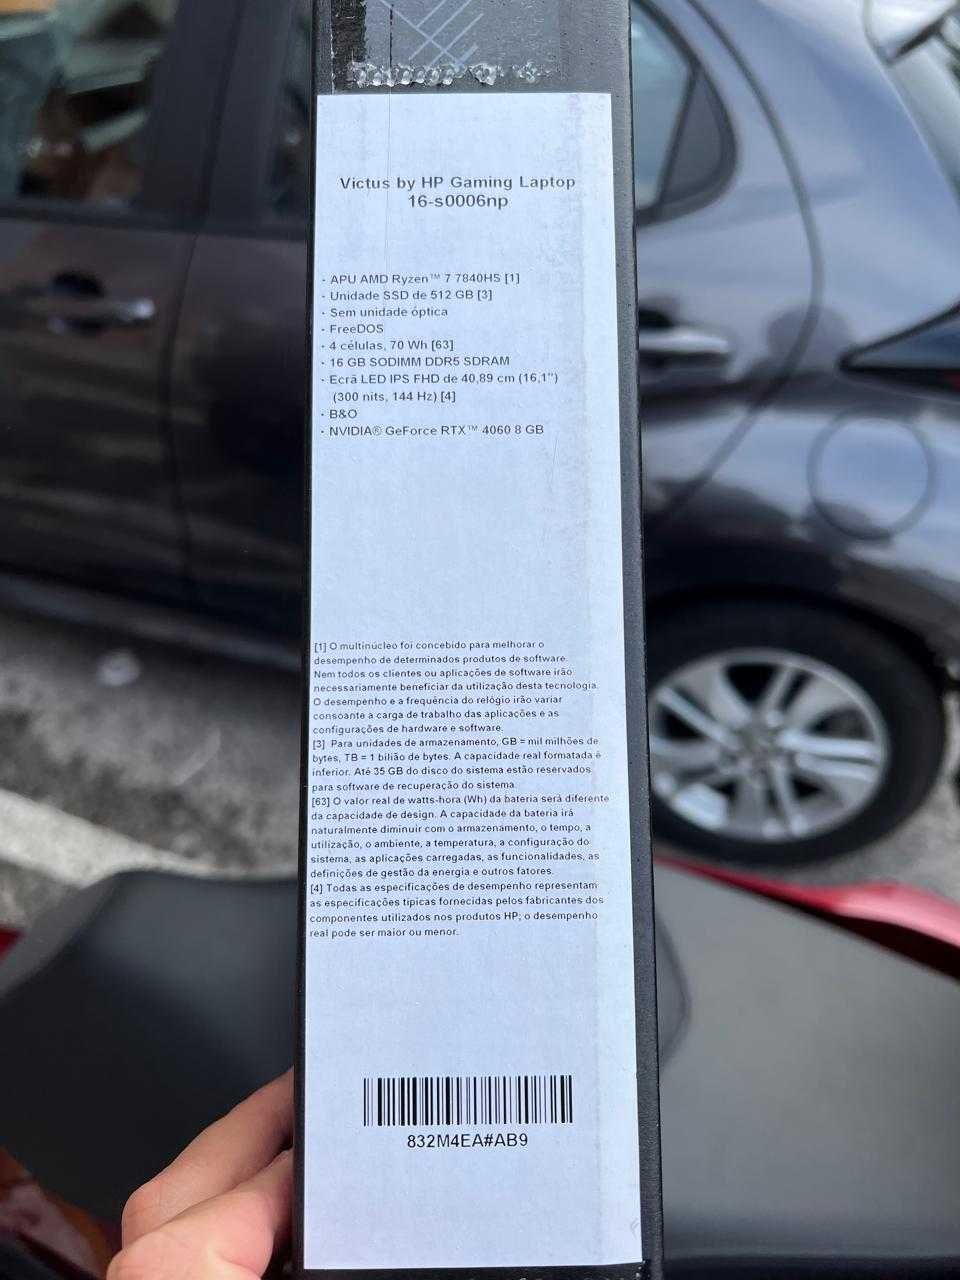 Victus by HP Gaming Laptop
16-s0006np
· APU AMD Ryzen™ 7 7840HS [1]
· Unidade SSD de 512 GB [3]
· Sem unidade óptica
· FreeDOS
· 4 células, 70 Wh [63]
· 16 GB SODIMM DDR5 SDRAM
· Ecrã LED IPS FHD de 40,89 cm (16,1")
(300 nits, 144 Hz) [4]
· B&O
· NVIDIA® GeForce RTX™ 4060 8 GB
[1] O multinúcleo foi concebido para melhorar o
desempenho de determinados produtos de software.
Nem todos os clientes ou aplicações de software irão
necessariamente beneficiar da utilização desta tecnologia.
O desempenho e a frequência do relógio irão variar
consoante a carga de trabalho das aplicações e as
configurações de hardware e software.
[3] Para unidades de armazenamento, GB = mil milhões de
bytes, TB = 1 bilião de bytes. A capacidade real formatada é
inferior. Até 35 GB do disco do sistema estão reservados
para software de recuperação do sistema.
[63] O valor real de watts-hora (Wh) da bateria será diferente
da capacidade de design. A capacidade da bateria irá
naturalmente diminuir com o armazenamento, o tempo, a
utilização, o ambiente, a temperatura, a configuração do
sistema, as aplicações carregadas, as funcionalidades, as
definições de gestão da energia e outros fatores.
[4] Todas as especificações de desempenho representam
as especificações típicas fornecidas pelos fabricantes dos
componentes utilizados nos produtos HP; o desempenho
real pode ser maior ou menor.
832M4EA#AB9